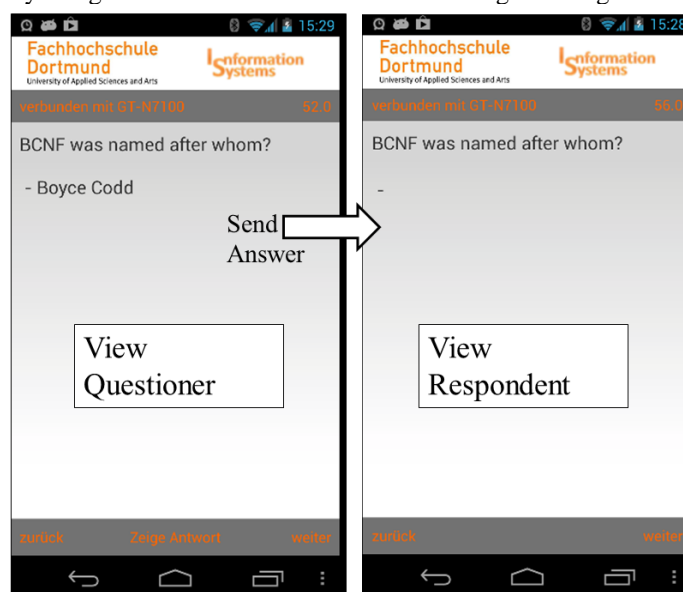 15:29
Fachhochschule
Dortmund
University of Applied Sciences and Arts
Information
Systems
verbunden mit GT-N7100 52.0
BCNF was named after whom?
- Boyce Codd
View
Questioner
zurück Zeige Antwort weiter
Send
Answer
15:28
Fachhochschule
Dortmund
University of Applied Sciences and Arts
Information
Systems
verbunden mit GT-N7100 56.0
BCNF was named after whom?
-
View
Respondent
zurück weiter